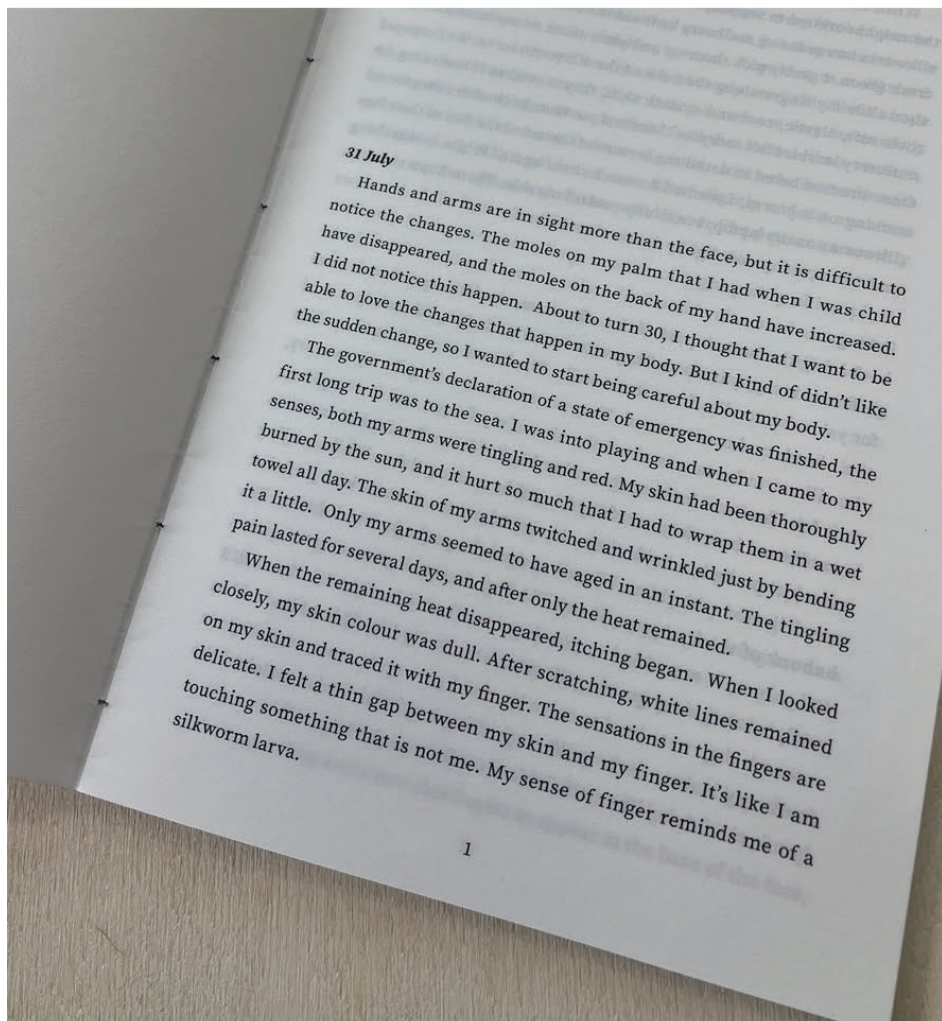 31 July
Hands and arms are in sight more than the face, but it is difficult to
notice the changes. The moles on my palm that I had when I was child
have disappeared, and the moles on the back of my hand have increased.
I did not notice this happen. About to turn 30, I thought that I want to be
able to love the changes that happen in my body. But I kind of didn’t like
the sudden change, so I wanted to start being careful about my body.
The government’s declaration of a state of emergency was finished, the
first long trip was to the sea. I was into playing and when I came to my
senses, both my arms were tingling and red. My skin had been thoroughly
burned by the sun, and it hurt so much that I had to wrap them in a wet
towel all day. The skin of my arms twitched and wrinkled just by bending
it a little. Only my arms seemed to have aged in an instant. The tingling
pain lasted for several days, and after only the heat remained.
When the remaining heat disappeared, itching began. When I looked
closely, my skin colour was dull. After scratching, white lines remained
on my skin and traced it with my finger. The sensations in the fingers are
delicate. I felt a thin gap between my skin and my finger. It’s like I am
touching something that is not me. My sense of finger reminds me of a
silkworm larva.
1